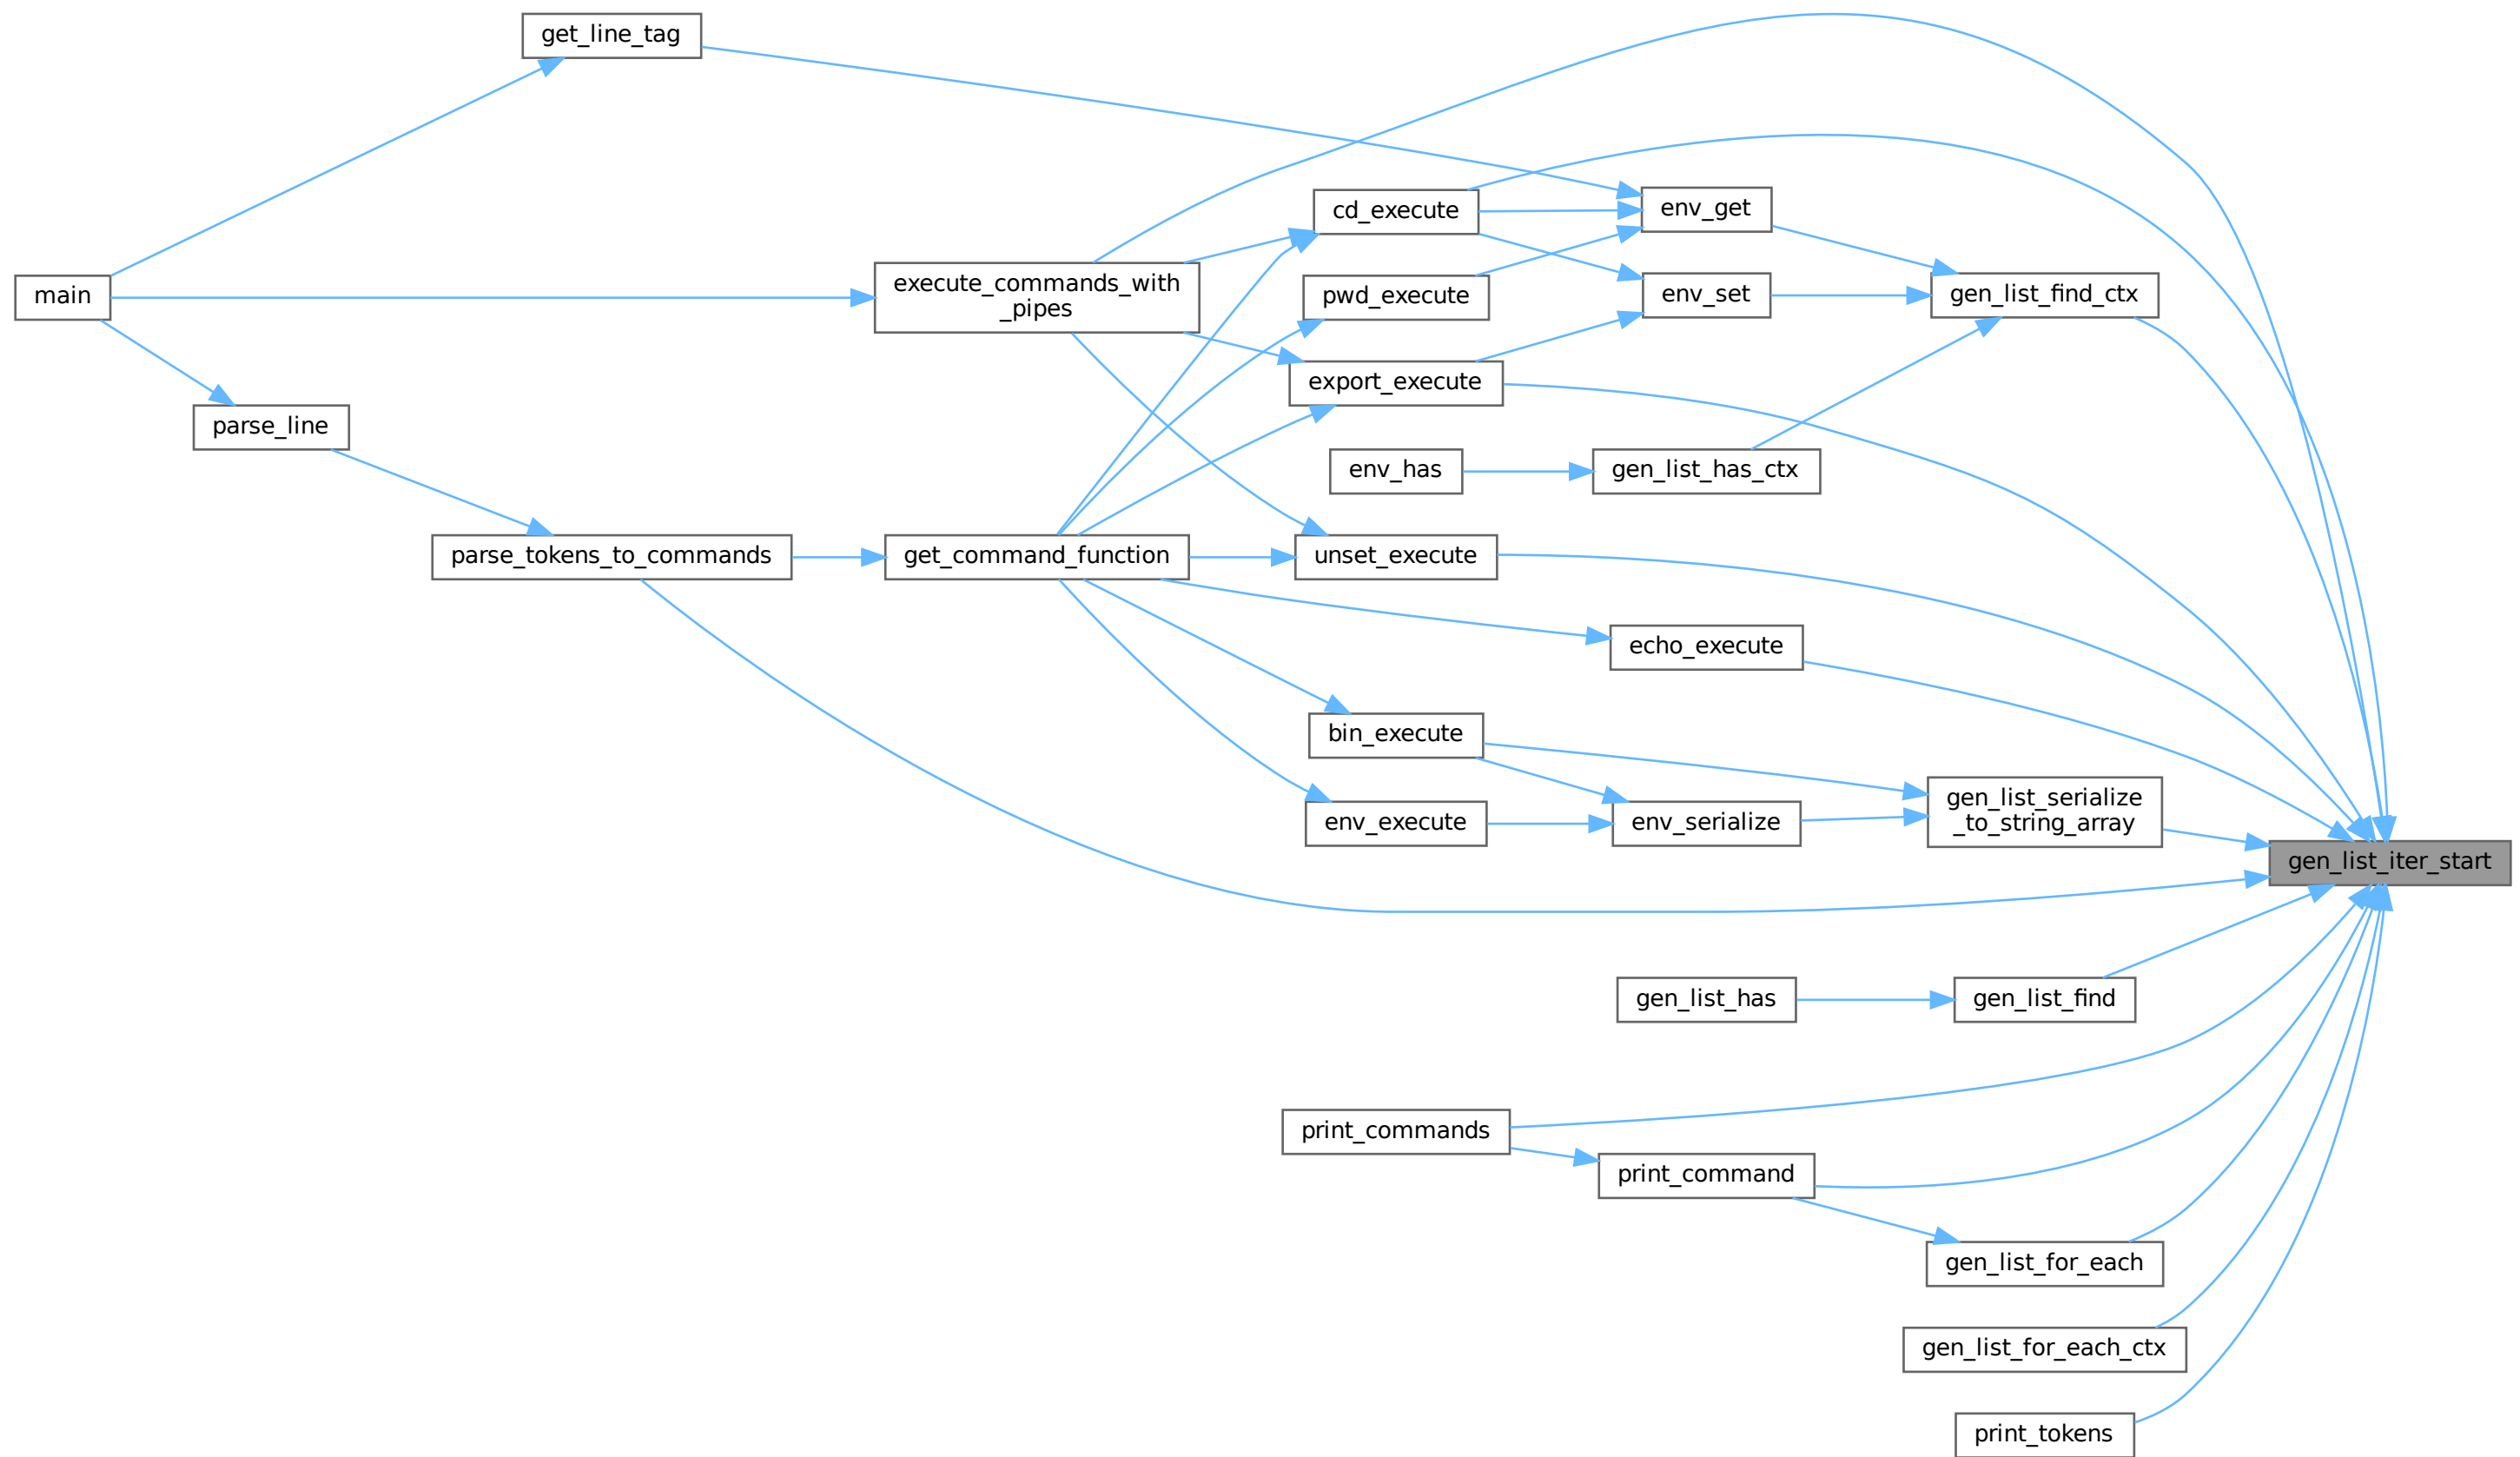 get_line_tag
cd_execute
env_get
main
execute_commands_with
_pipes
pwd_execute
env_set
gen_list_find_ctx
export_execute
parse_line
env_has
gen_list_has_ctx
parse_tokens_to_commands
get_command_function
unset_execute
echo_execute
bin_execute
gen_list_serialize
_to_string_array
env_execute
env_serialize
gen_list_iter_start
gen_list_has
gen_list_find
print_commands
print_command
gen_list_for_each
gen_list_for_each_ctx
print_tokens